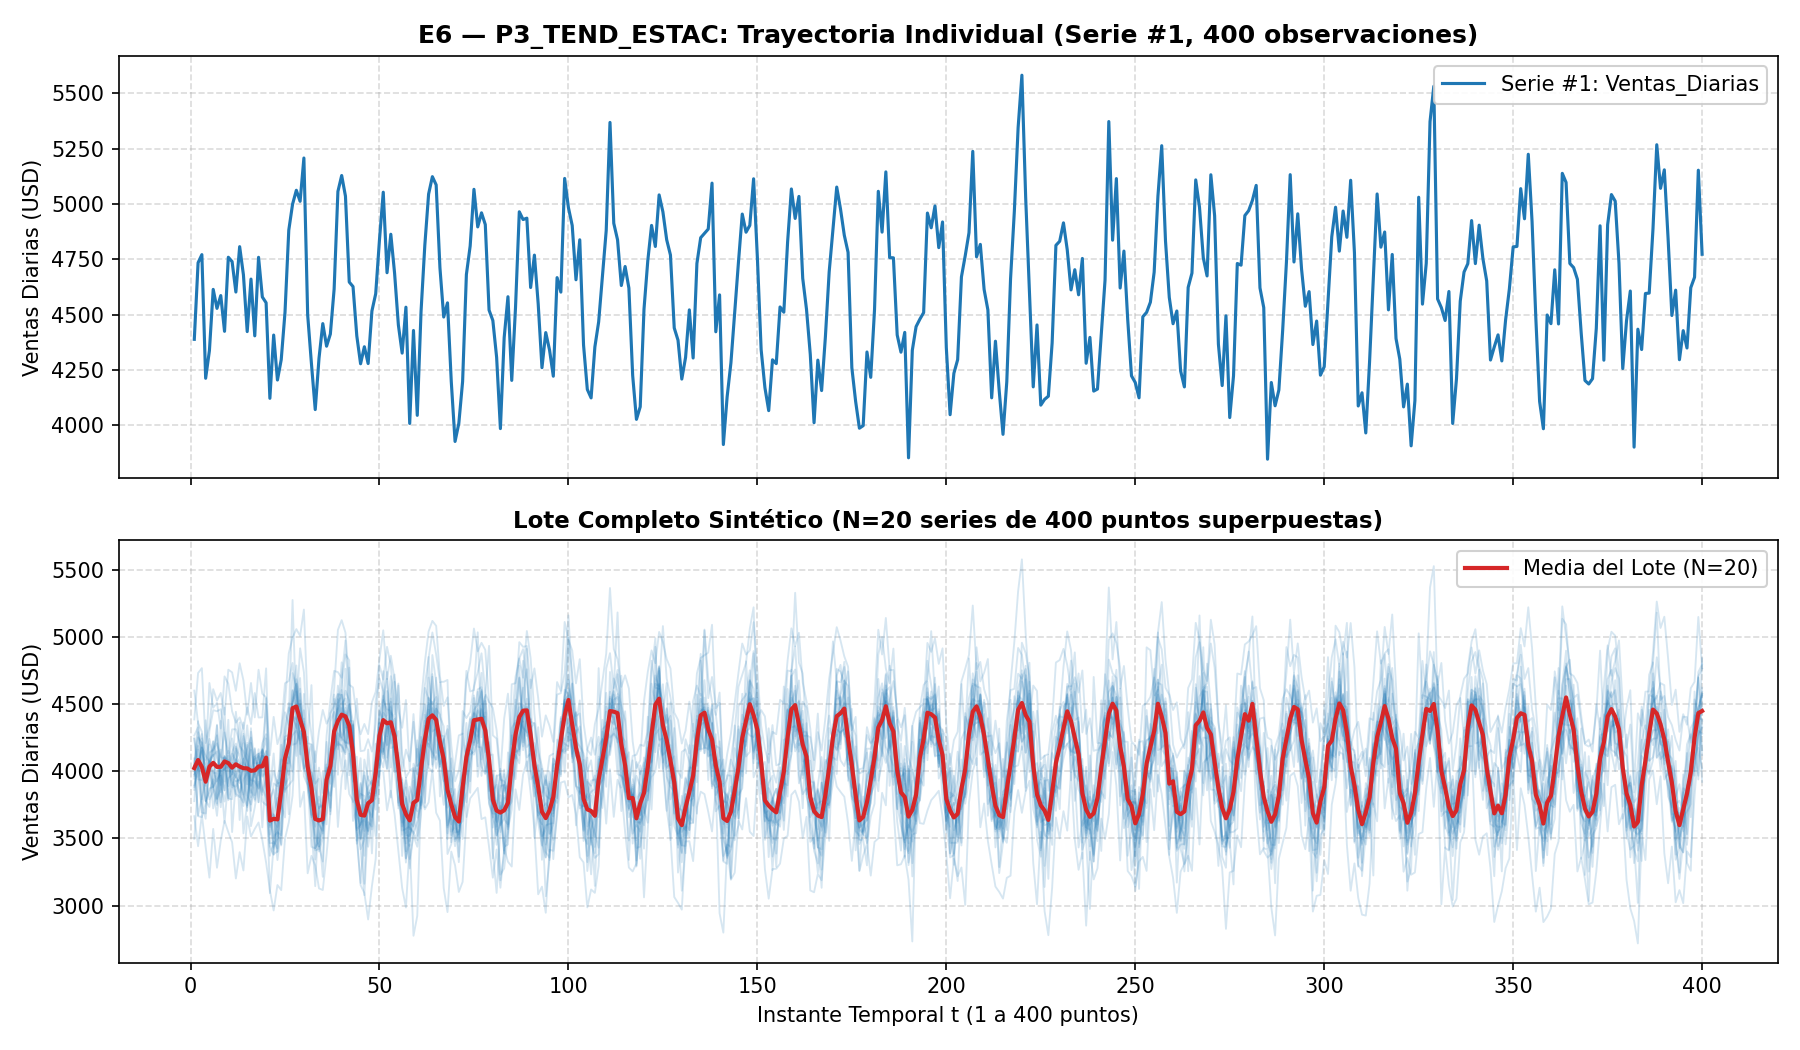 E6 — P3_TEND_ESTAC: Trayectoria Individual (Serie #1, 400 observaciones)
Serie #1: Ventas_Diarias
Ventas Diarias (USD)
5500
5250
5000
4750
4500
4250
4000
Lote Completo Sintético (N=20 series de 400 puntos superpuestas)
Media del Lote (N=20)
Ventas Diarias (USD)
5500
5000
4500
4000
3500
3000
0 50 100 150 200 250 300 350 400
Instante Temporal t (1 a 400 puntos)